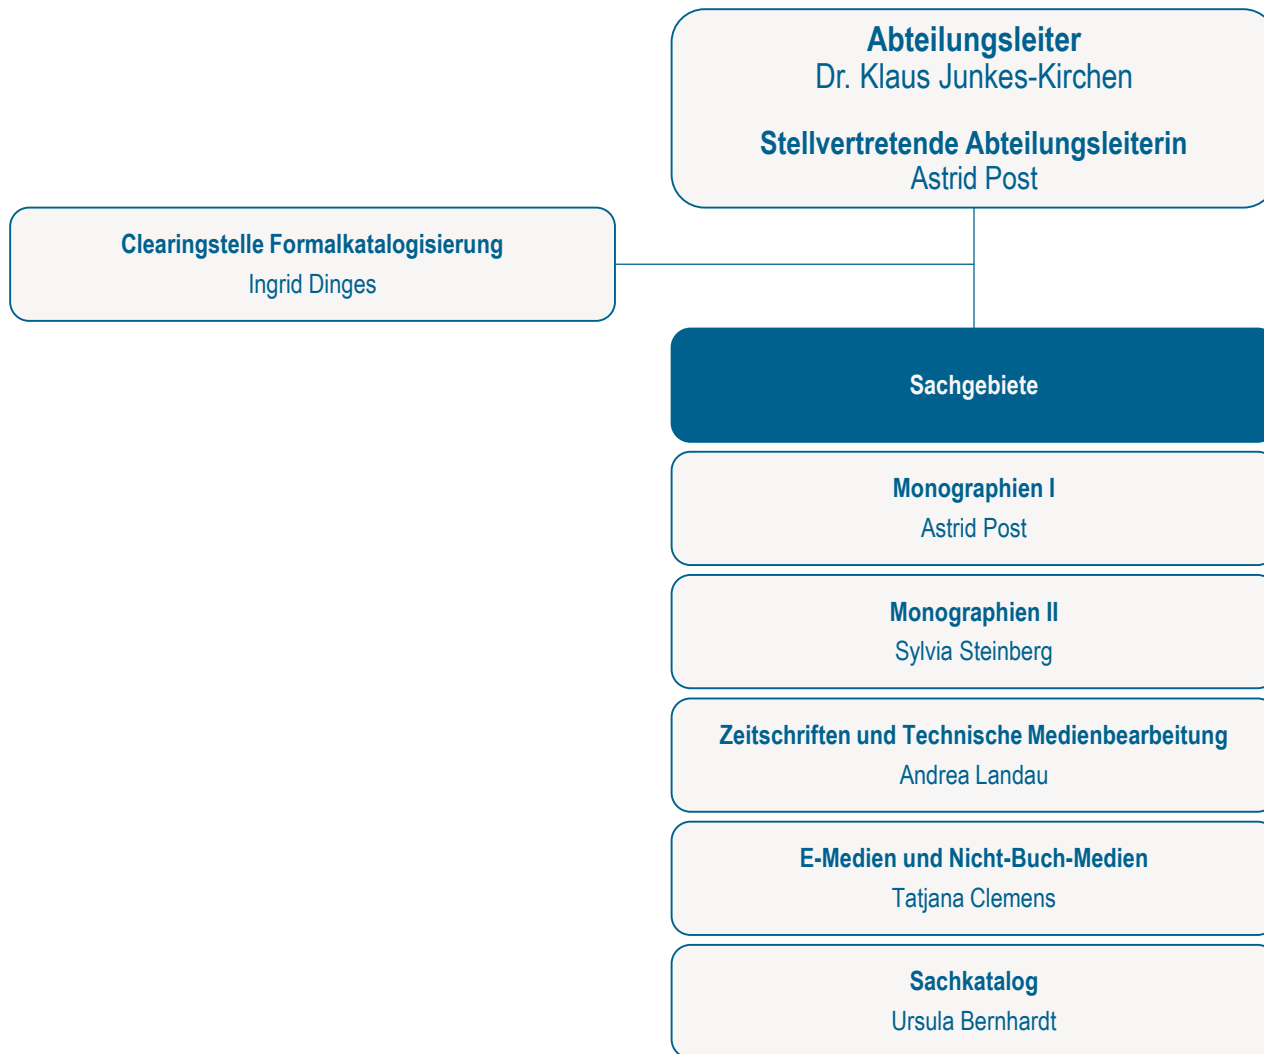 Abteilungsleiter
Dr. Klaus Junkes-Kirchen
Stellvertretende Abteilungsleiterin
Astrid Post
Clearingstelle Formalkatalogisierung
Ingrid Dinges
Sachgebiete
Monographien I
Astrid Post
Monographien II
Sylvia Steinberg
Zeitschriften und Technische Medienbearbeitung
Andrea Landau
E-Medien und Nicht-Buch-Medien
Tatjana Clemens
Sachkatalog
Ursula Bernhardt